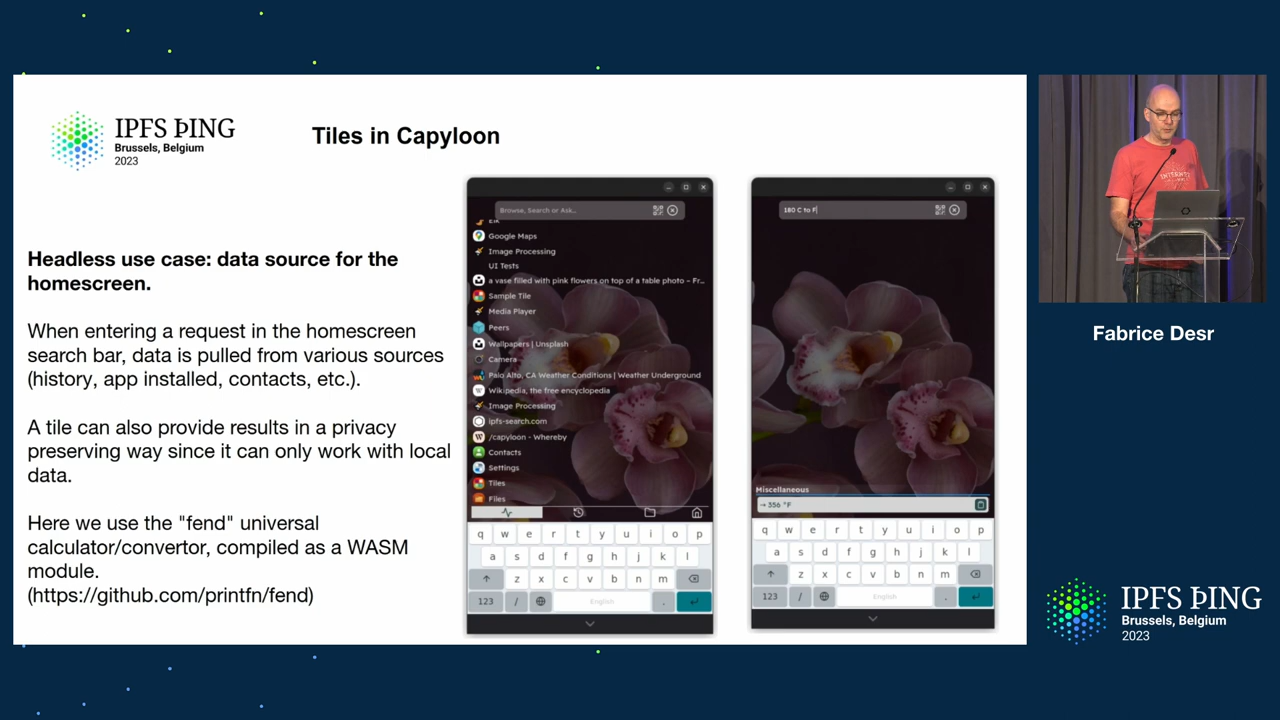 IPFS ÞING
Brussels, Belgium
2023
Tiles in Capyloon
Headless use case: data source for the
homescreen.
When entering a request in the homescreen
search bar, data is pulled from various sources
(history, app installed, contacts, etc.).
A tile can also provide results in a privacy
preserving way since it can only work with local
data.
Here we use the "fend" universal
calculator/convertor, compiled as a WASM
module.
(https://github.com/printfn/fend)
Browse, Search or Ask..
Google Maps
Image Processing
UI Tests
a vase filled with pink flowers on top of a table photo – Fr...
Sample Tile
Media Player
Peers
Wallpapers | Unsplash
Camera
Palo Alto, CA Weather Conditions | Weather Underground
Wikipedia, the free encyclopedia
Image Processing
ipfs-search.com
/capyloon - Whereby
Contacts
Settings
Tiles
Files
q w e r t y u i o p
a s d f g h j k l
z x c v b n m
123 / English .
180 C to F
Miscellaneous
→ 356 °F
q w e r t y u i o p
a s d f g h j k l
z x c v b n m
123 / English .
Fabrice Desr
IPFS ÞING
Brussels, Belgium
2023